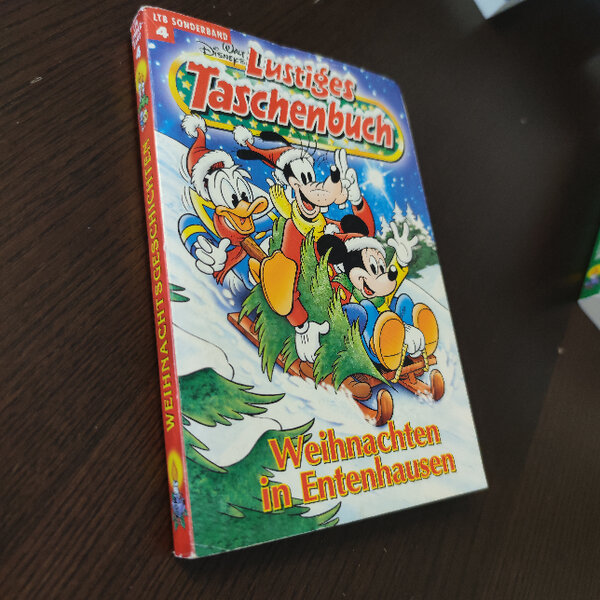 LTB SONDERBAND
4
Walt
Disney's
Lustiges
Taschenbuch
Weihnachten
in Entenhausen
WEIHNACHTSGESCHICHTEN